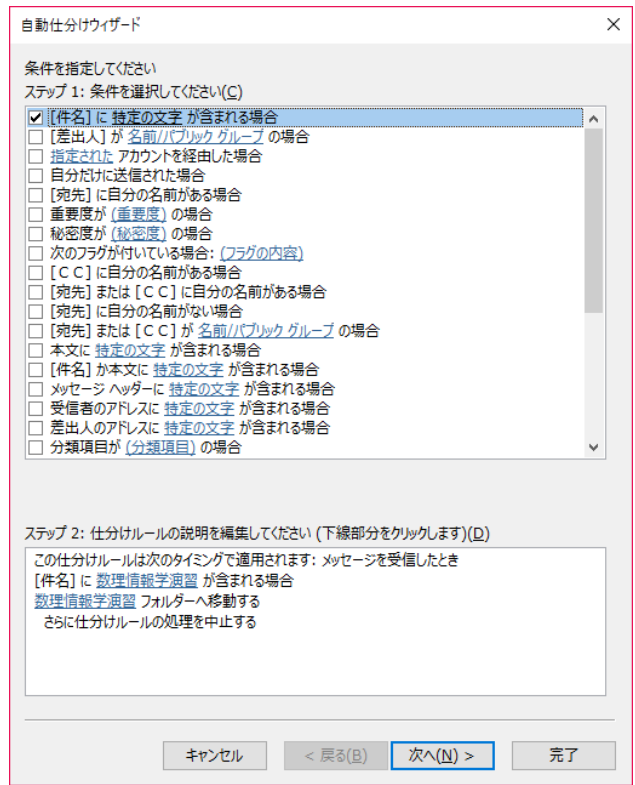 自動仕分けウィザード
条件を指定してください
ステップ 1: 条件を選択してください(C)
[件名] に 特定の文字 が含まれる場合
[差出人] が 名前/パブリック グループ の場合
指定された アカウントを経由した場合
自分だけに送信された場合
[宛先] に自分の名前がある場合
重要度が (重要度) の場合
秘密度が (秘密度) の場合
次のフラグが付いている場合: (フラグの内容)
[ＣＣ] に自分の名前がある場合
[宛先] または [ＣＣ] に自分の名前がある場合
[宛先] に自分の名前がない場合
[宛先] または [ＣＣ] が 名前/パブリック グループ の場合
本文に 特定の文字 が含まれる場合
[件名] か本文に 特定の文字 が含まれる場合
メッセージ ヘッダーに 特定の文字 が含まれる場合
受信者のアドレスに 特定の文字 が含まれる場合
差出人のアドレスに 特定の文字 が含まれる場合
分類項目が (分類項目) の場合
ステップ 2: 仕分けルールの説明を編集してください (下線部分をクリックします)(D)
この仕分けルールは次のタイミングで適用されます: メッセージを受信したとき
[件名] に 数理情報学演習 が含まれる場合
数理情報学演習 フォルダーへ移動する
さらに仕分けルールの処理を中止する
キャンセル
< 戻る(B)
次へ(N) >
完了